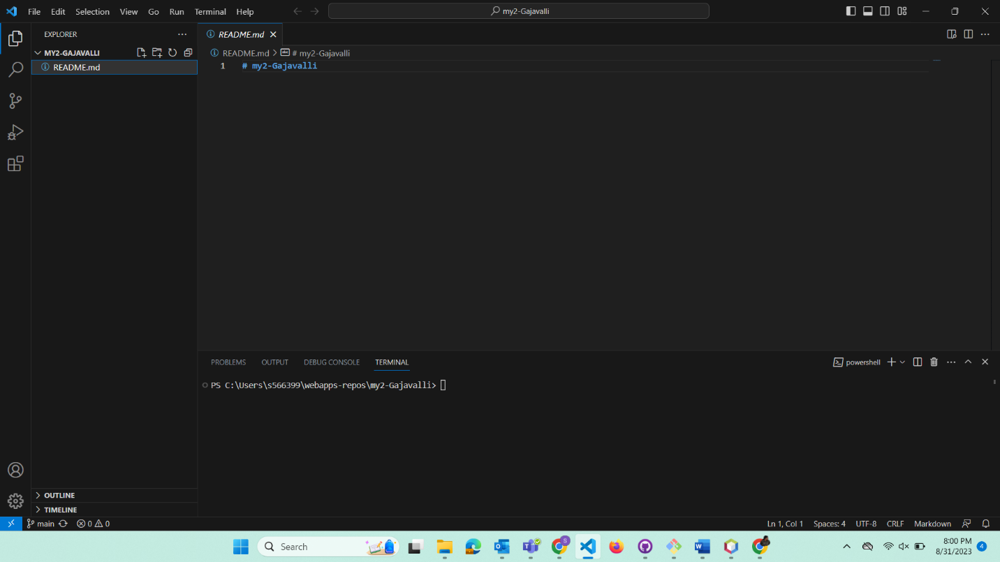 File Edit Selection View Go Run Terminal Help
my2-Gajavalli
EXPLORER
README.md
MY2-GAJAVALLI
README.md > # my2-Gajavalli
README.md
1 # my2-Gajavalli
PROBLEMS OUTPUT DEBUG CONSOLE TERMINAL
powershell
PS C:\Users\s566399\webapps-repos\my2-Gajavalli>
OUTLINE
TIMELINE
main 0 0
Ln 1, Col 1 Spaces: 4 UTF-8 CRLF Markdown
Search
S
8:00 PM
8/31/2023
4